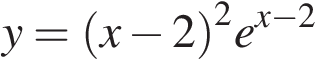 y = (x − 2)²e^{x−2}